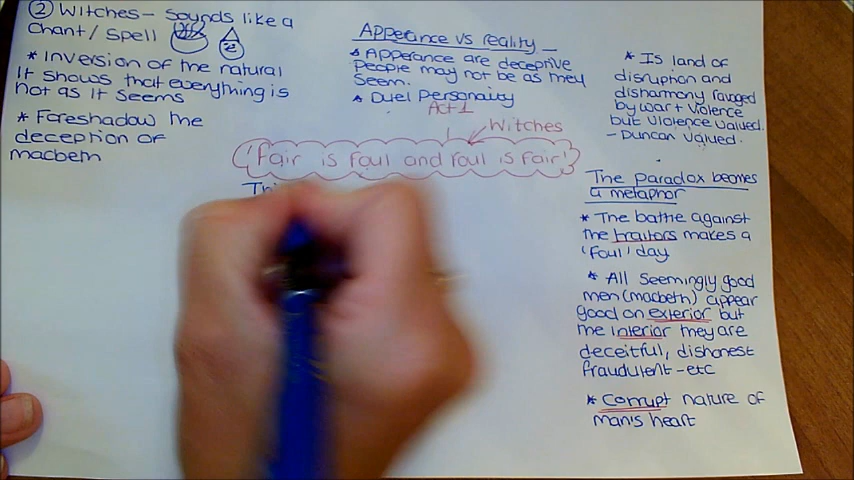 ② Witches - Sounds like a
chant / spell
* Inversion of the natural
It shows that everything is
not as it seems
* Foreshadow the
deception of
macbeth
Apperance vs reality -
* Apperance are deceptive
People may not be as they
Seem.
* Duel Personality
Act 1
Witches
'Fair is Foul and Foul is Fair'
Thi
* Is land of
disruption and
disharmony ravaged
by war + violence
but violence valued.
- Duncan valued.
The paradox becomes
a metaphor
* The battle against
the traitors makes a
'foul' day
* All seemingly good
men (macbeth) appear
good on exterior but
the interior they are
deceitful, dishonest
fraudulent - etc
* Corrupt nature of
man's heart